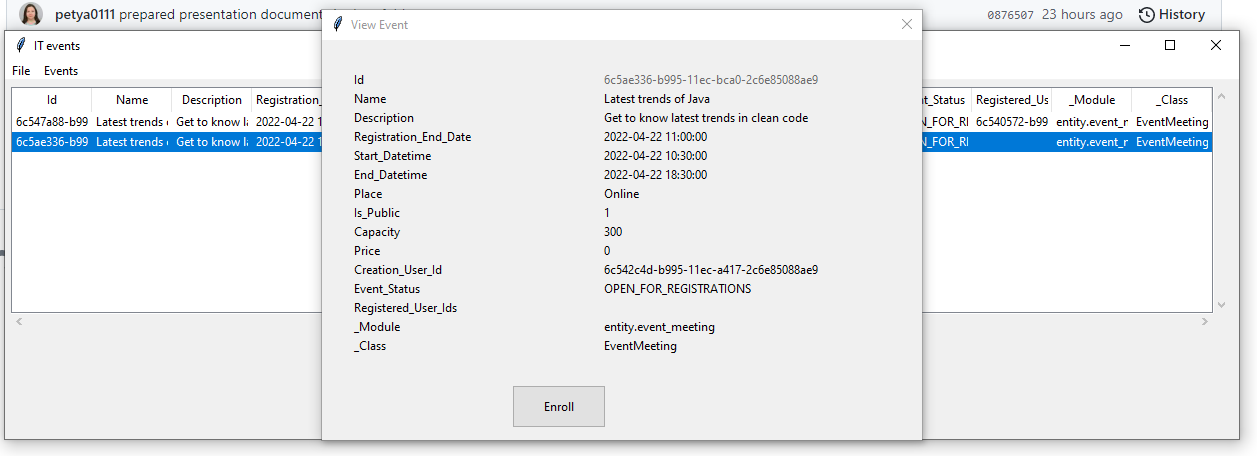 petya0111 prepared presentation document
0876507 23 hours ago History
IT events
File Events
Id Name Description Registration_
t_Status Registered_Us _Module _Class
6c547a88-b99 Latest trends Get to know 2022-04-22 1
N_FOR_RE 6c540572-b99 entity.event_r EventMeeting
6c5ae336-b99 Latest trends Get to know 2022-04-22 1
N_FOR_RE entity.event_r EventMeeting
View Event
Id 6c5ae336-b995-11ec-bca0-2c6e85088ae9
Name Latest trends of Java
Description Get to know latest trends in clean code
Registration_End_Date 2022-04-22 11:00:00
Start_Datetime 2022-04-22 10:30:00
End_Datetime 2022-04-22 18:30:00
Place Online
Is_Public 1
Capacity 300
Price 0
Creation_User_Id 6c542c4d-b995-11ec-a417-2c6e85088ae9
Event_Status OPEN_FOR_REGISTRATIONS
Registered_User_Ids
_Module entity.event_meeting
_Class EventMeeting
Enroll